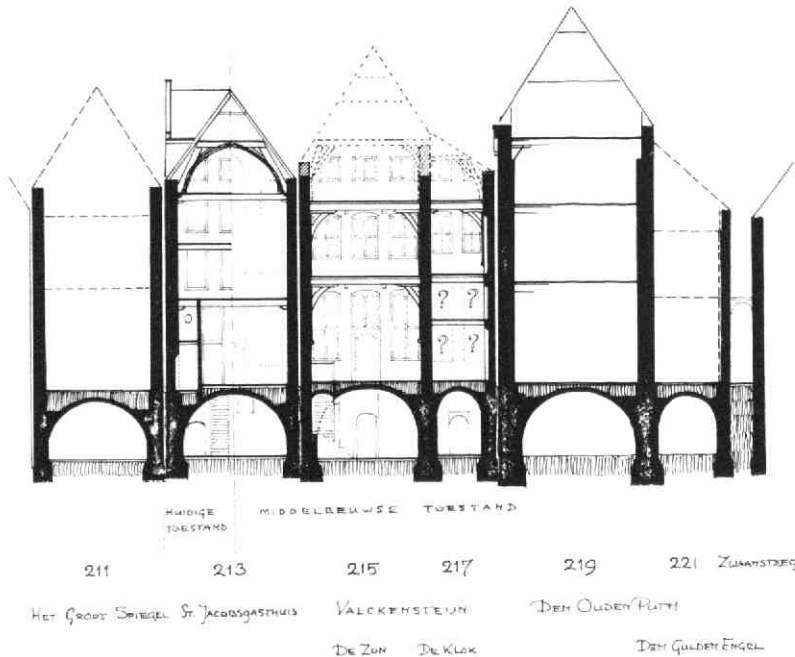 ? ?
? ?
HUIDIGE MIDDELEEUWSE TOESTAND
TOESTAND
211 213 215 217 219 221 ZWAANSTEEG
HET GROOT SPIEGEL ST. JACOBSGASTHUIS VALCKENSTEIJN DEN OUDEN PUTH
DE ZON DE KLOK DEN GULDEN ENGEL